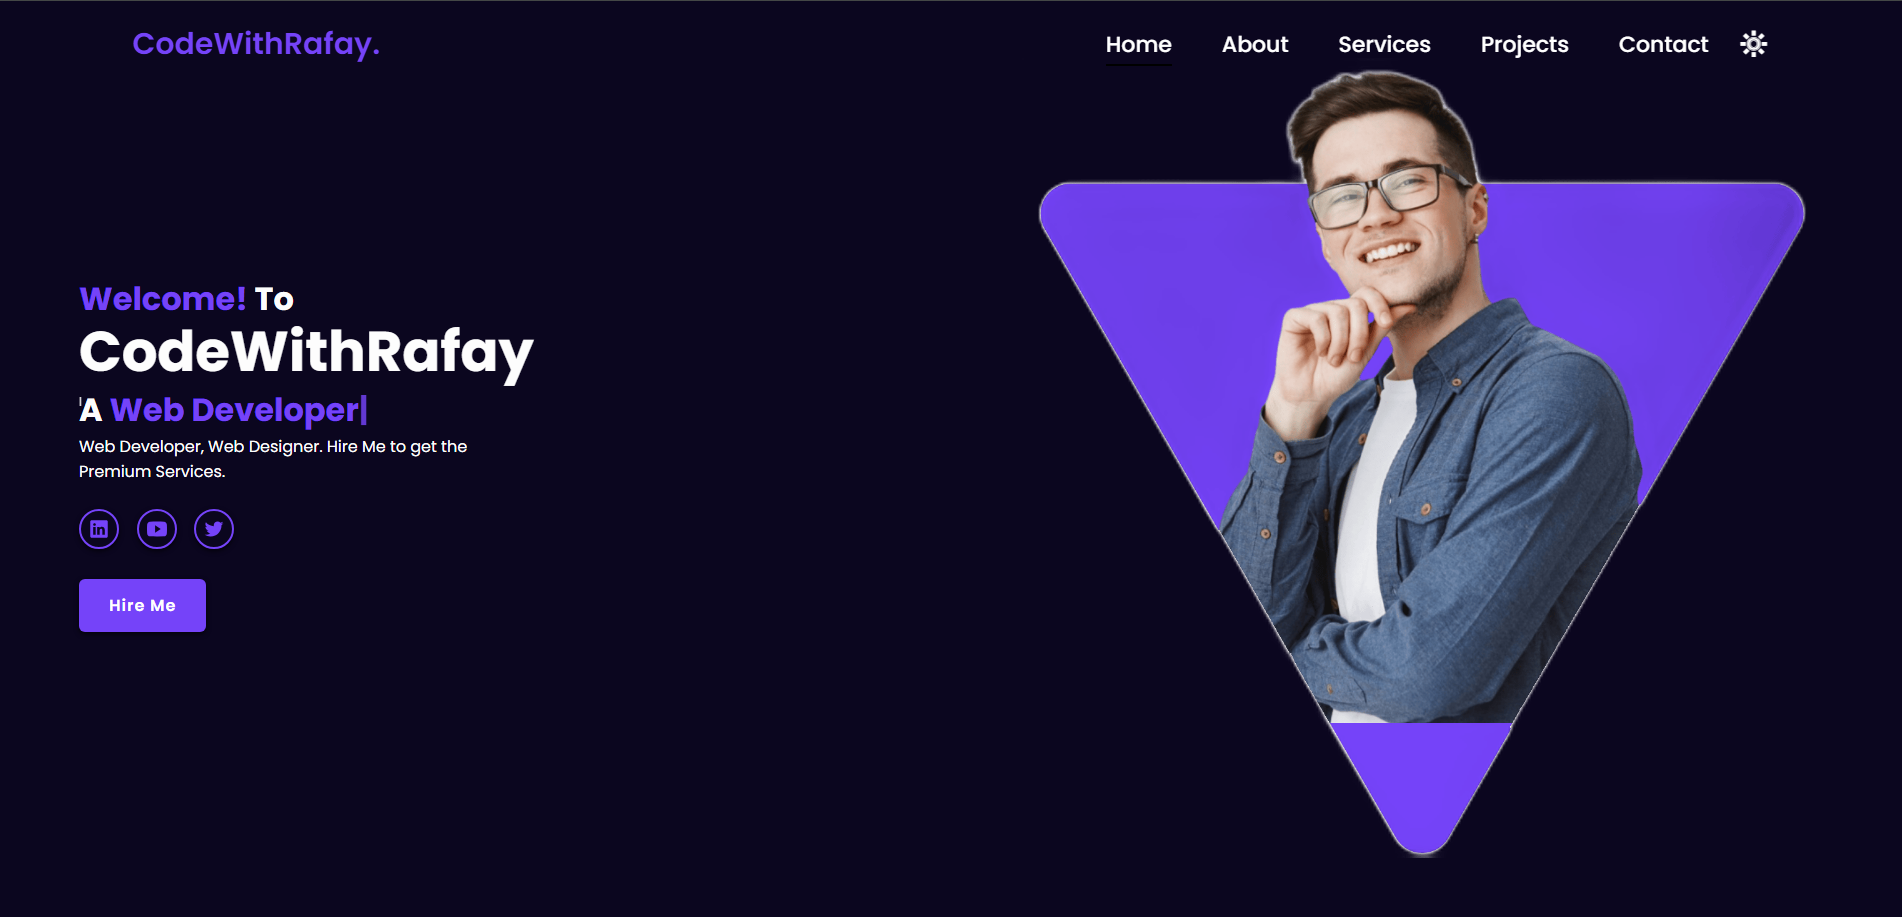 CodeWithRafay.
Home About Services Projects Contact
Welcome! To
CodeWithRafay
A Web Developer|
Web Developer, Web Designer. Hire Me to get the
Premium Services.
Hire Me